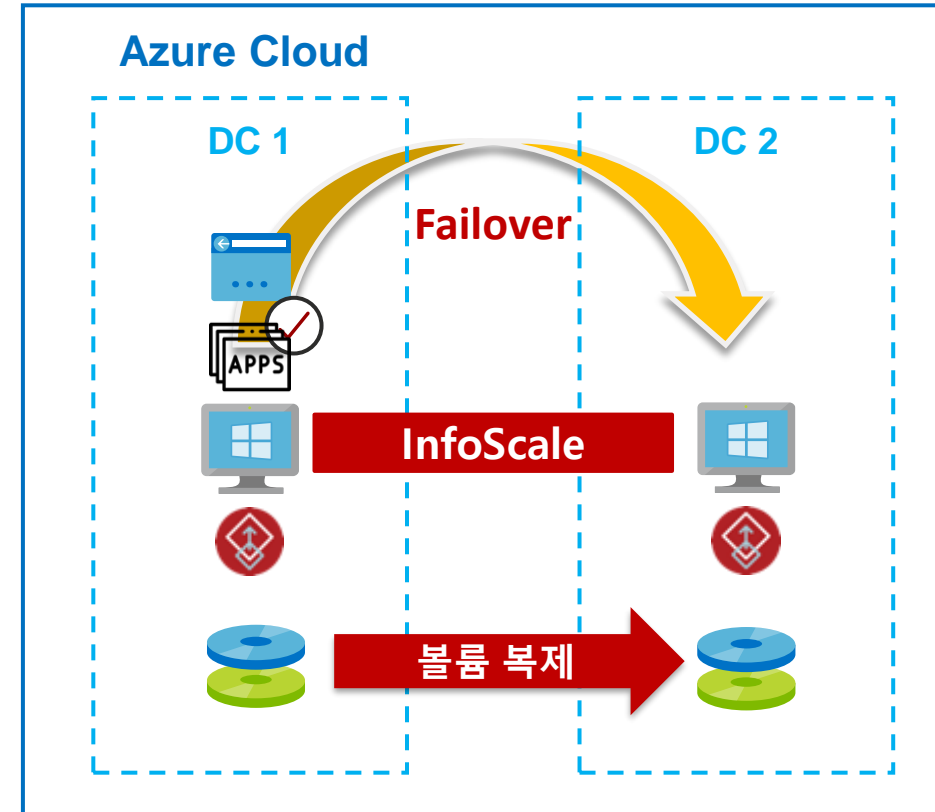 Azure Cloud
DC 1
DC 2
Failover
APPS
InfoScale
볼륨 복제